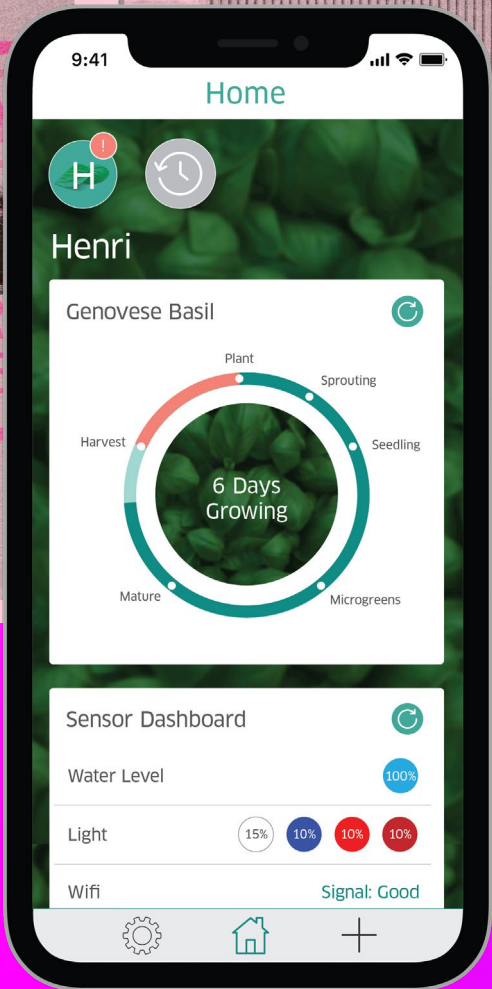 9:41
Home
H
!
Henri
Genovese Basil
Plant
Sprouting
Seedling
Harvest
6 Days
Growing
Mature
Microgreens
Sensor Dashboard
Water Level
100%
Light
15%
10%
10%
10%
Wifi
Signal: Good